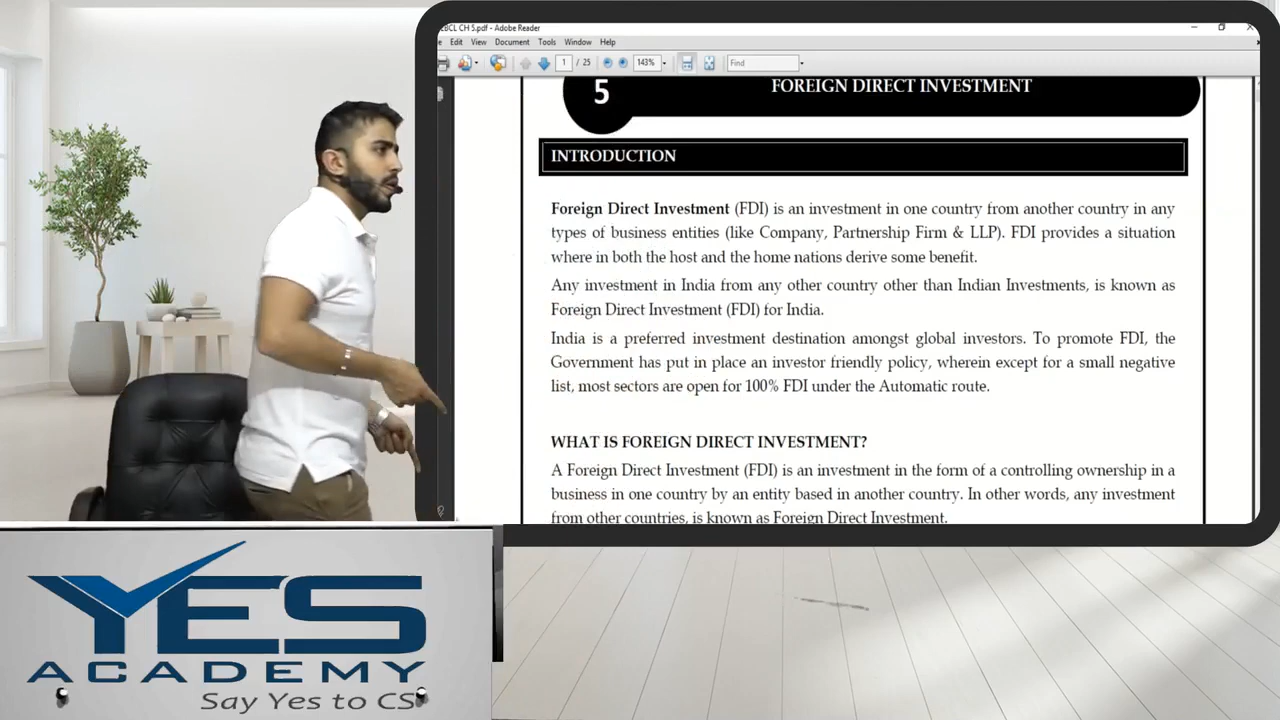 EBCL CH 5.pdf - Adobe Reader
Edit View Document Tools Window Help
1 / 25 143% Find
5 FOREIGN DIRECT INVESTMENT
INTRODUCTION
Foreign Direct Investment (FDI) is an investment in one country from another country in any
types of business entities (like Company, Partnership Firm & LLP). FDI provides a situation
where in both the host and the home nations derive some benefit.
Any investment in India from any other country other than Indian Investments, is known as
Foreign Direct Investment (FDI) for India.
India is a preferred investment destination amongst global investors. To promote FDI, the
Government has put in place an investor friendly policy, wherein except for a small negative
list, most sectors are open for 100% FDI under the Automatic route.
WHAT IS FOREIGN DIRECT INVESTMENT?
A Foreign Direct Investment (FDI) is an investment in the form of a controlling ownership in a
business in one country by an entity based in another country. In other words, any investment
from other countries, is known as Foreign Direct Investment.
YES
ACADEMY
Say Yes to CS